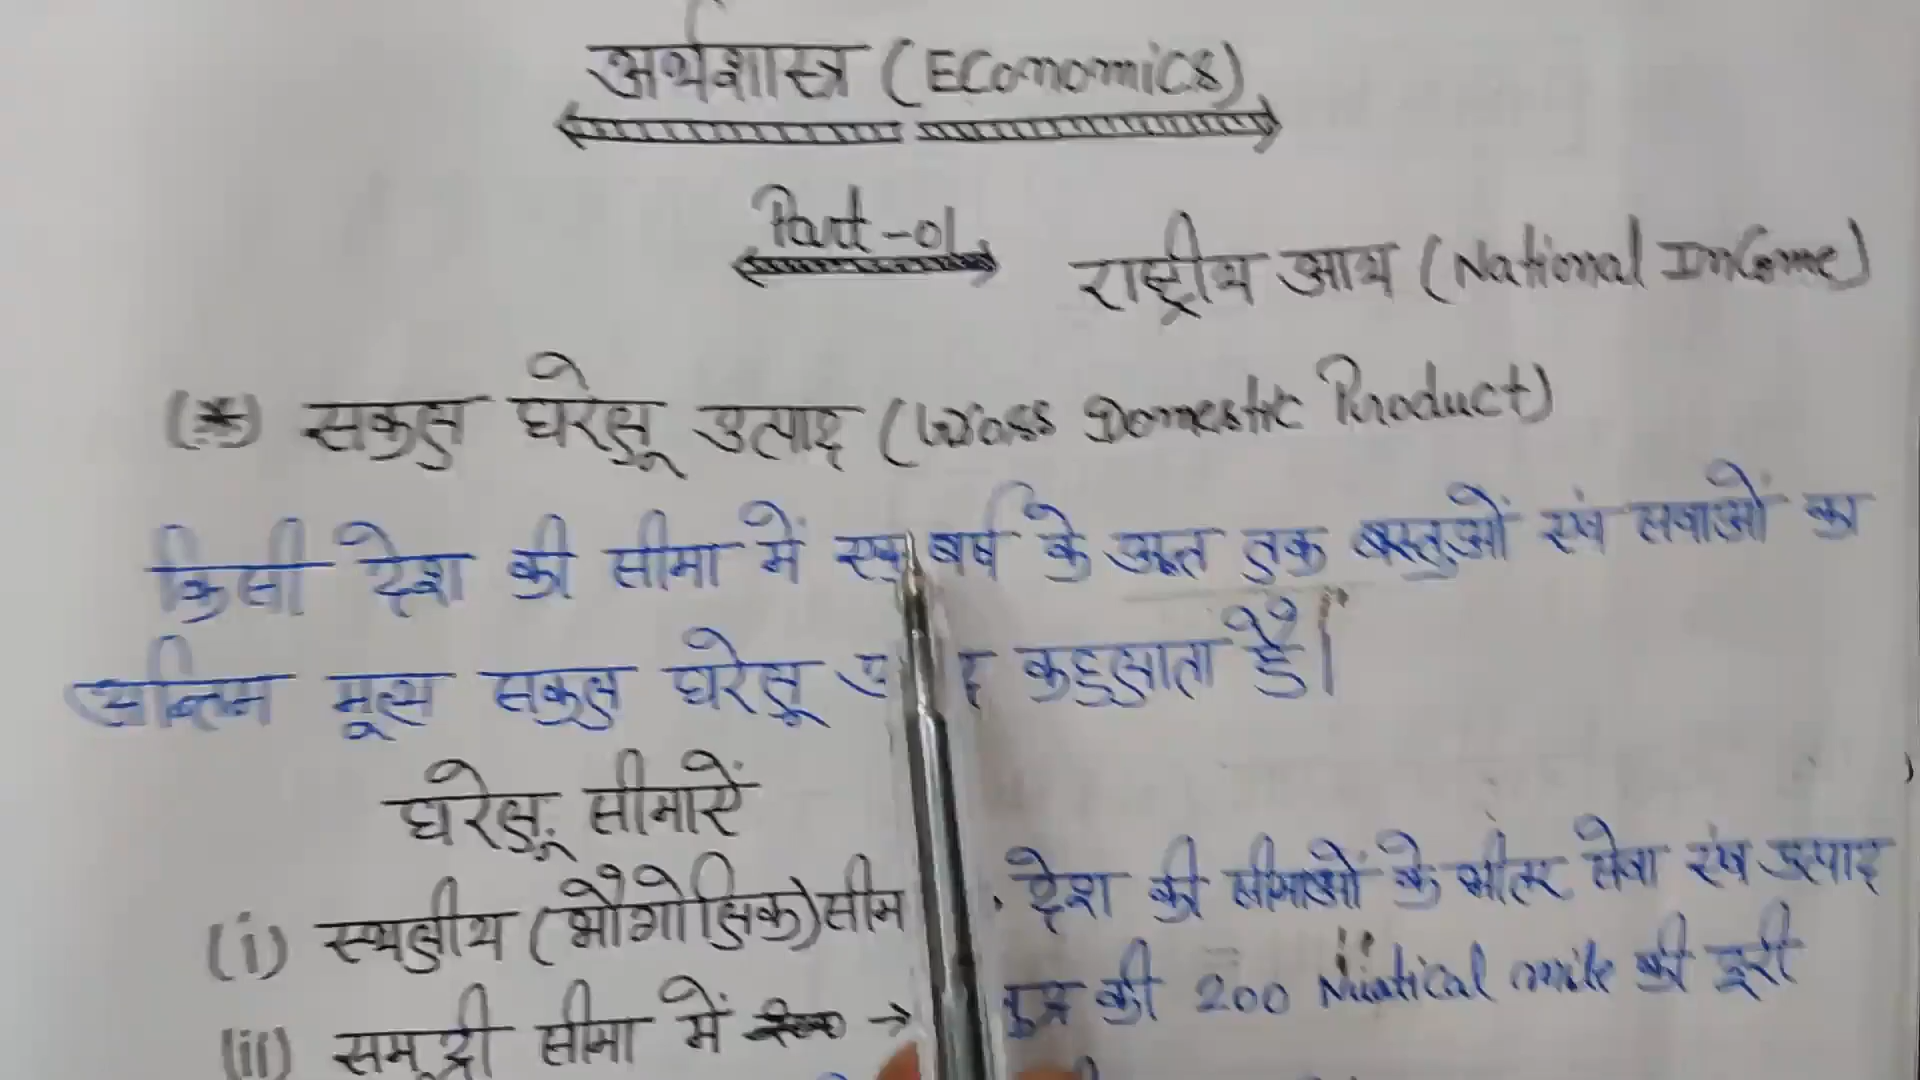 अर्थशास्त्र (Economics)
Part-01
राष्ट्रीय आय (National Income)
(*) सकल घरेलू उत्पाद (Gross Domestic Product)
किसी देश की सीमा में एक वर्ष के अन्त तक वस्तुओं एवं सेवाओं का
अन्तिम मूल्य सकल घरेलू कहलाता है।
घरेलू सीमाएँ
(i) स्थलीय (भौगोलिक) सीम देश की सीमाओं के भीतर सेवा एवं उत्पाद
(ii) समुद्री सीमा में → की 200 Nuatical mile की दूरी